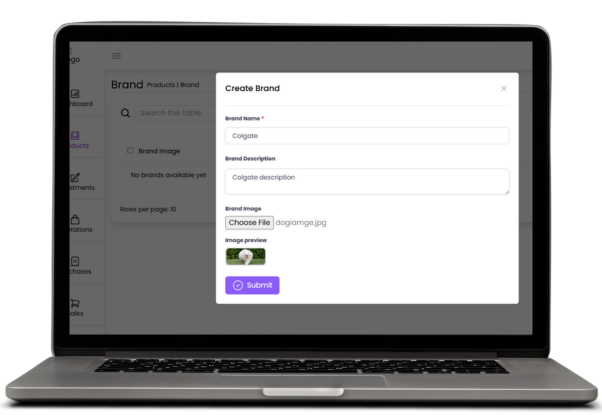 ogo
hboard
oducts
stments
tations
chases
ales
Brand Products | Brand
Search this table
Brand Image
No brands available yet
Rows per page: 10
Create Brand
Brand Name *
Colgate
Brand Description
Colgate description
Brand Image
Choose File dogiamge.jpg
Image preview
Submit